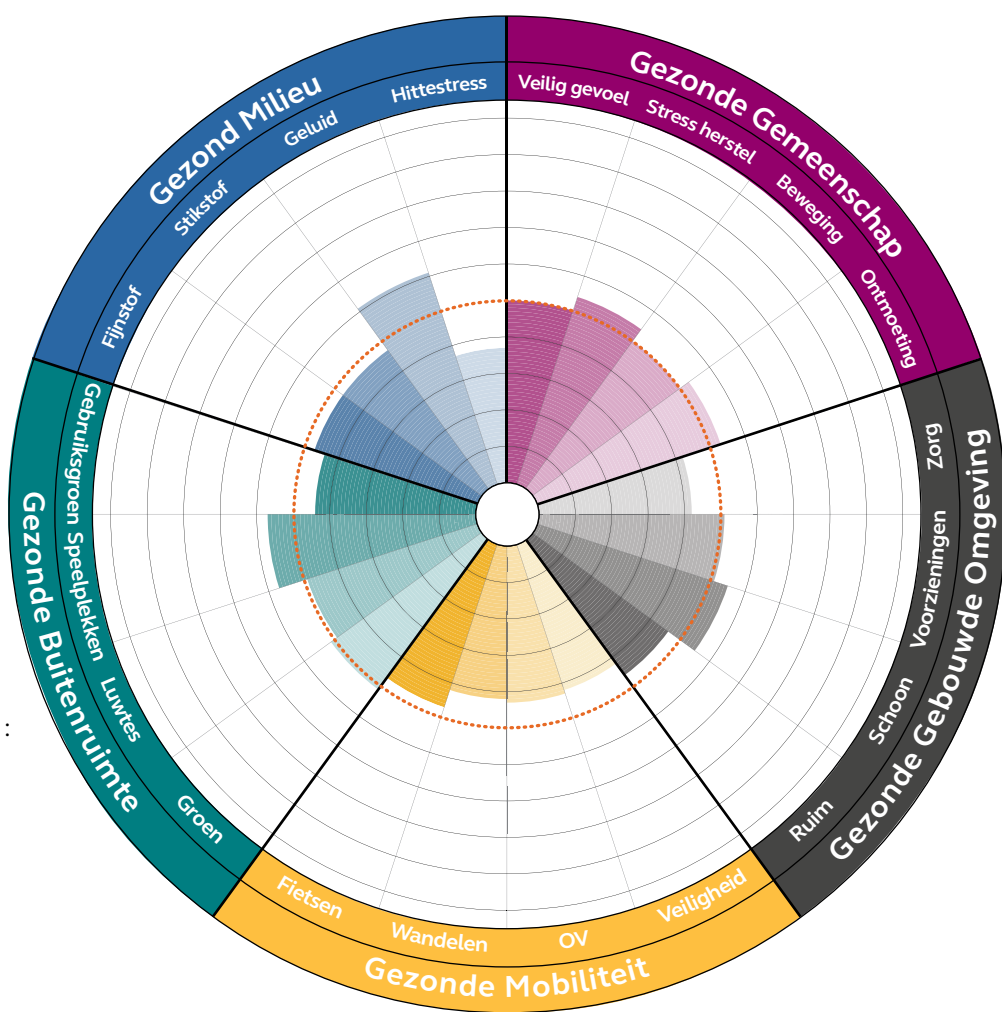 Gezonde Gemeenschap
Veilig gevoel
Stress herstel
Beweging
Ontmoeting
Gezonde Gebouwde Omgeving
Zorg
Voorzieningen
Schoon
Ruim
Gezonde Mobiliteit
Veiligheid
OV
Wandelen
Fietsen
Gezonde Buitenruimte
Groen
Luwtes
Speelplekken
Gebruiksgroen
Gezond Milieu
Fijnstof
Stikstof
Geluid
Hittestress
: